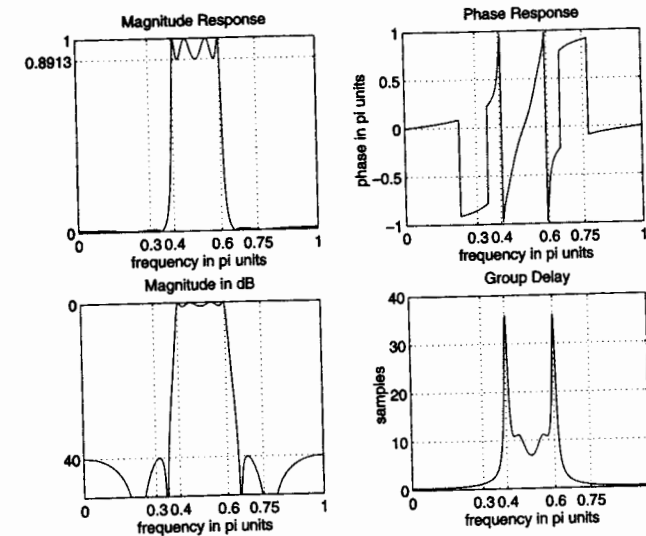 Magnitude Response
1
0.8913
0
0 0.3 0.4 0.6 0.75 1
frequency in pi units
Phase Response
phase in pi units
1
0.5
0
−0.5
−1
0 0.3 0.4 0.6 0.75 1
frequency in pi units
Magnitude in dB
0
40
0 0.3 0.4 0.6 0.75 1
frequency in pi units
Group Delay
samples
40
30
20
10
0
0 0.3 0.4 0.6 0.75 1
frequency in pi units